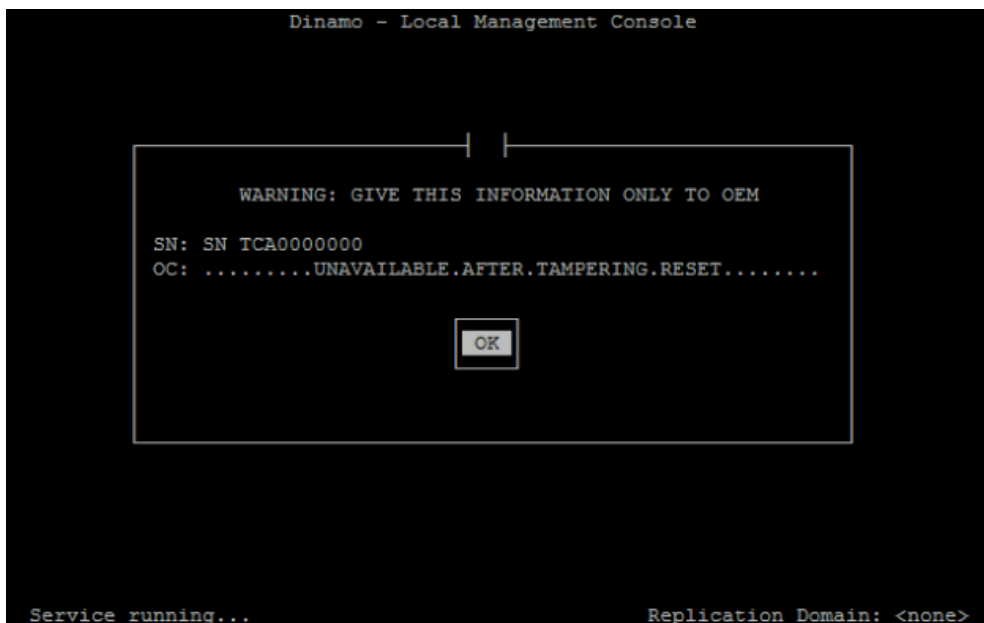 Dinamo - Local Management Console
WARNING: GIVE THIS INFORMATION ONLY TO OEM
SN: SN TCA0000000
OC: .........UNAVAILABLE.AFTER.TAMPERING.RESET........
OK
Service running...
Replication Domain: <none>